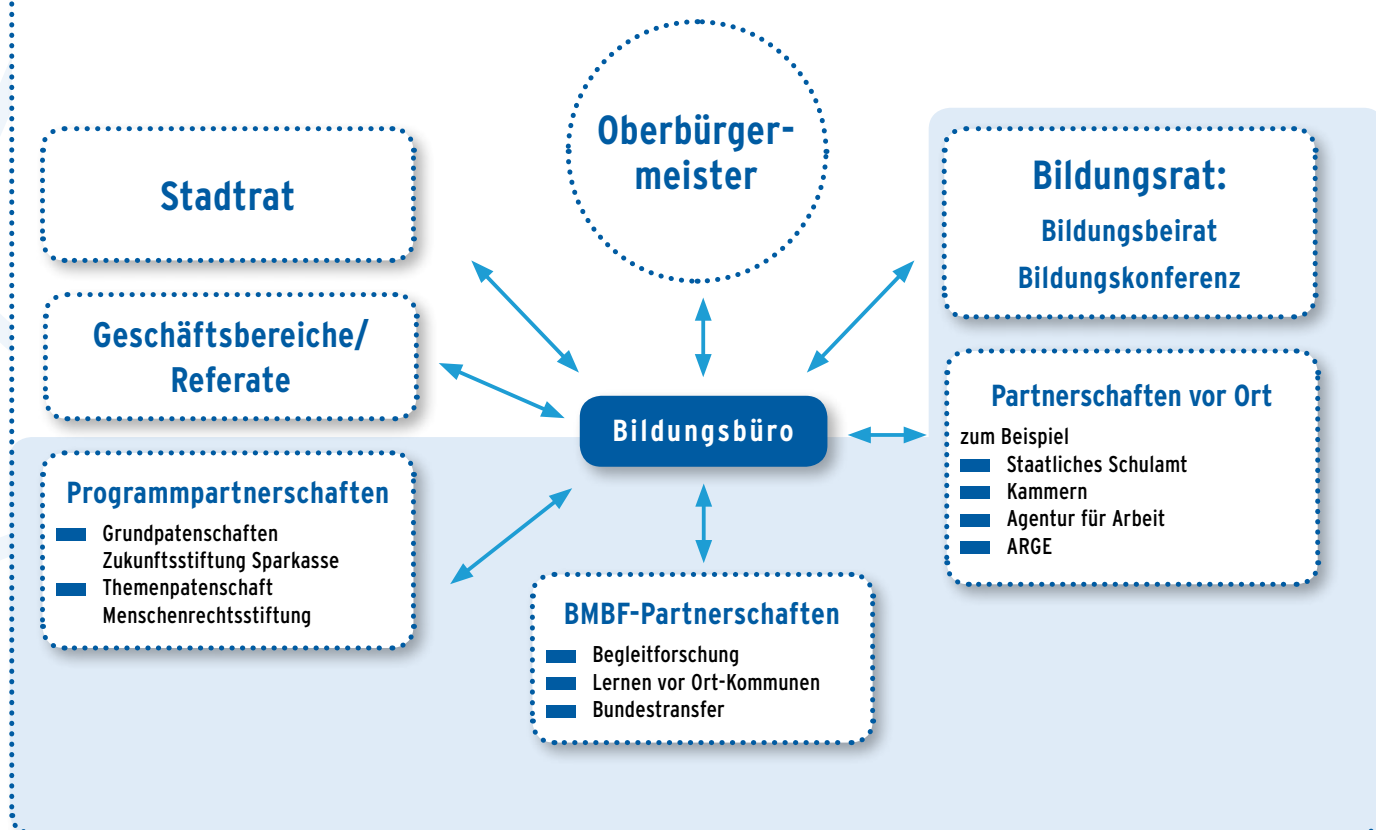 Oberbürger-
meister
Stadtrat
Bildungsrat:
Bildungsbeirat
Bildungskonferenz
Geschäftsbereiche/
Referate
Bildungsbüro
Partnerschaften vor Ort
zum Beispiel
Staatliches Schulamt
Kammern
Agentur für Arbeit
ARGE
Programmpartnerschaften
Grundpatenschaften
Zukunftsstiftung Sparkasse
Themenpatenschaft
Menschenrechtsstiftung
BMBF-Partnerschaften
Begleitforschung
Lernen vor Ort-Kommunen
Bundestransfer